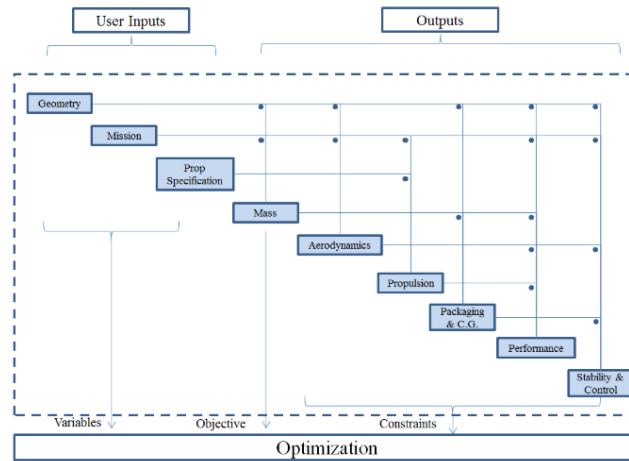 User Inputs
Outputs
Geometry
Mission
Prop
Specification
Mass
Aerodynamics
Propulsion
Packaging
& C.G.
Performance
Stability &
Control
Variables
Objective
Constraints
Optimization